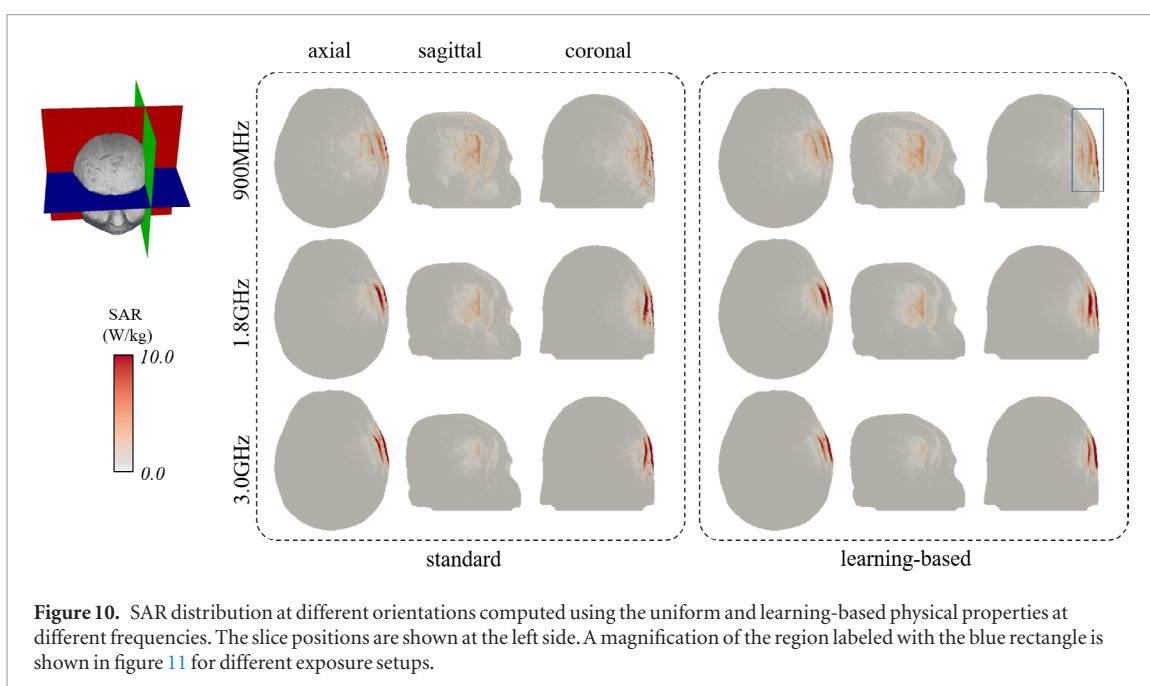 axial sagittal coronal
900MHz
1.8GHz
3.0GHz
SAR
(W/kg)
10.0
0.0
standard learning-based
Figure 10. SAR distribution at different orientations computed using the uniform and learning-based physical properties at
different frequencies. The slice positions are shown at the left side. A magnification of the region labeled with the blue rectangle is
shown in figure 11 for different exposure setups.